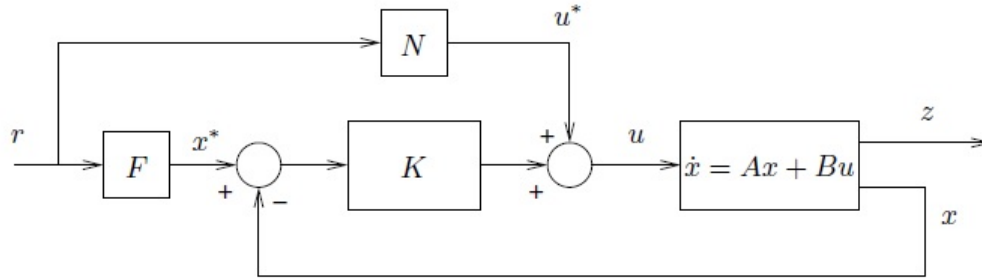 u*
N
r
x*
z
+
F
K
u
ẋ = Ax + Bu
+
−
+
x